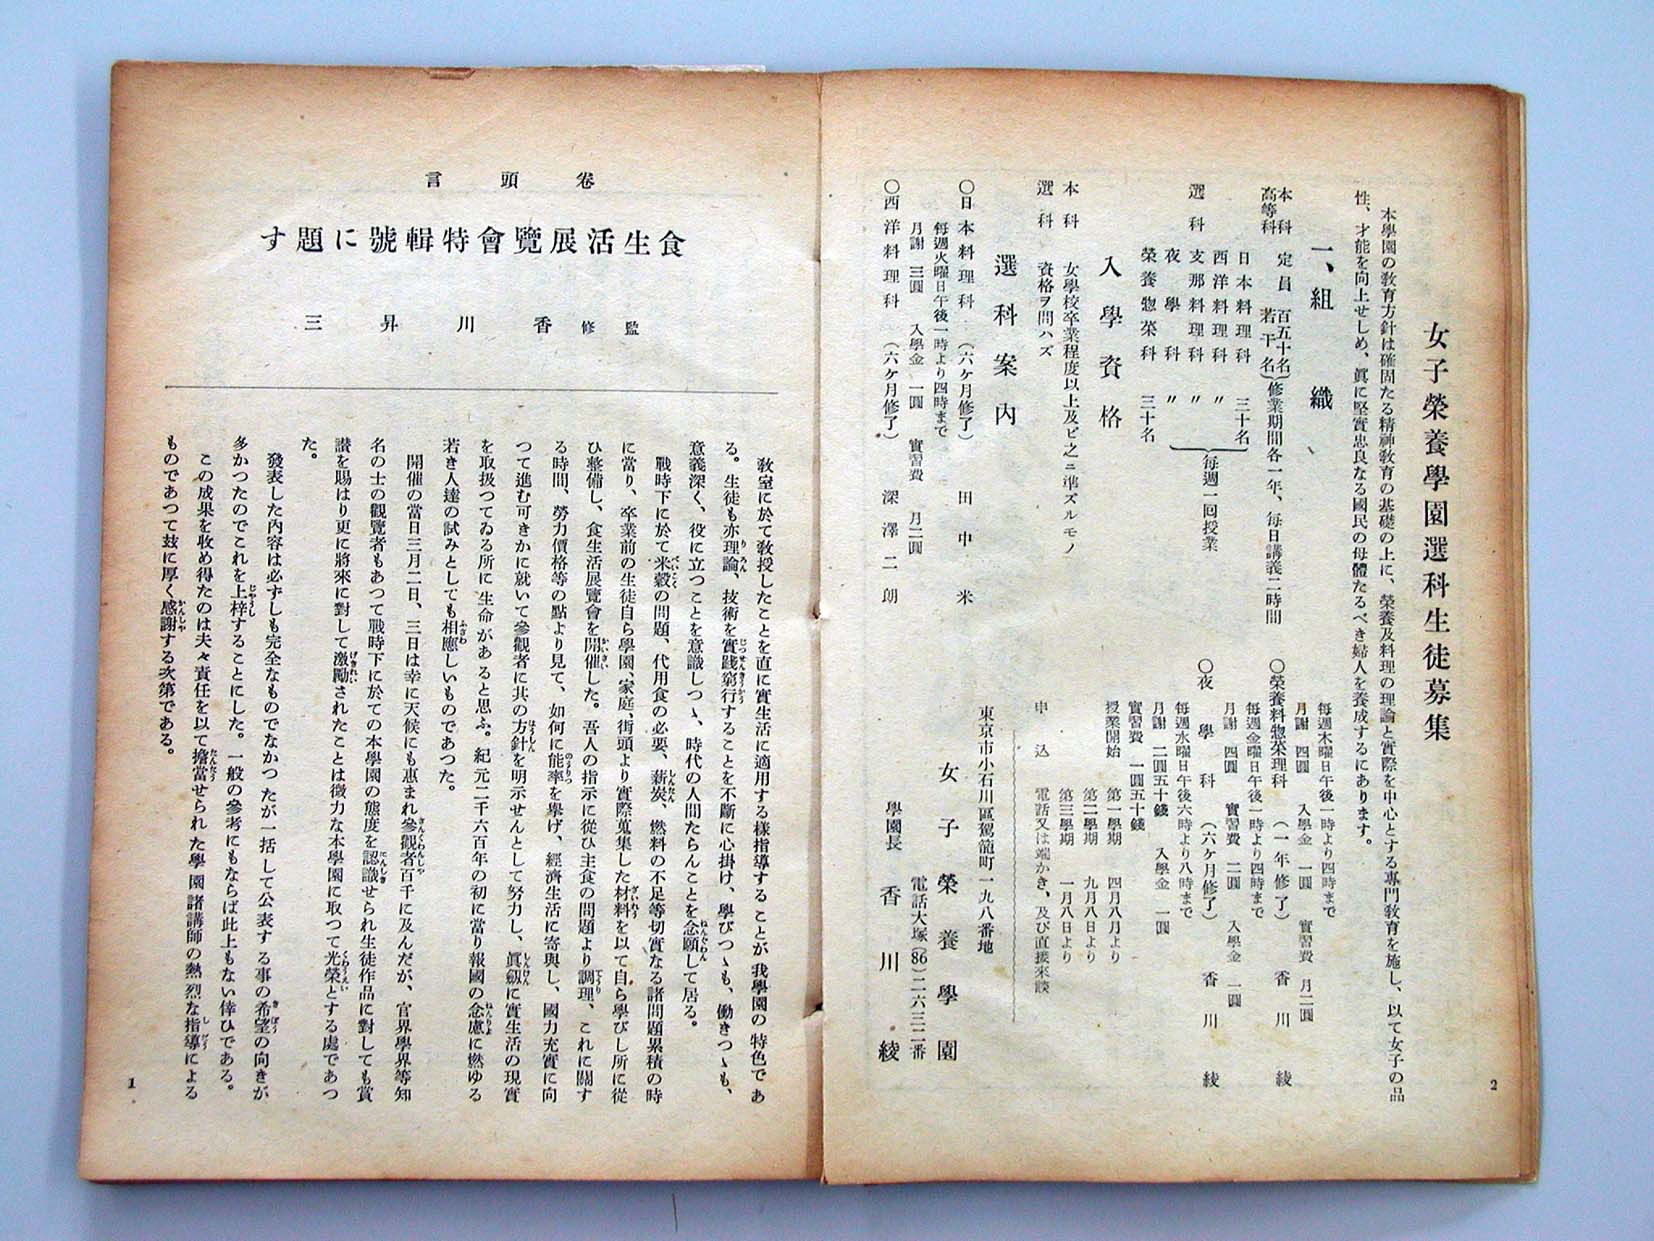 女子榮養學園選科生徒募集
本學園の教育方針は確固たる精神教育の基礎の上に、榮養及料理の理論と實際を中心とする專門教育を施し、以て女子の品
性、才能を向上せしめ、眞に堅實忠良なる國民の母體たるべき婦人を養成するにあります。
一、組織
本科 定員 百五十名
高等科 若干名
(修業期間各一年、毎日講義二時間
選科
日本料理科 三十名
西洋料理科 〃
支那料理科 〃
夜學科 〃
毎週一回授業
榮養惣菜科 三十名
入學資格
本科 女學校卒業程度以上及ビ之ニ準ズルモノ
選科 資格ヲ問ハズ
選科案内
〇日本料理科 (六ケ月修了) 田中米
毎週火曜日午後一時より四時まで
月謝 三圓 入學金 一圓 實習費 月二圓
〇西洋料理科 (六ケ月修了) 深澤二朗
毎週木曜日午後一時より四時まで
月謝 四圓 入學金 一圓 實習費 月二圓
〇榮養料惣菜理科 (一年修了) 香川綾
毎週金曜日午後一時より四時まで
月謝 四圓 實習費 二圓 入學金 一圓
〇夜學科 (六ケ月修了) 香川綾
毎週水曜日午後六時より八時まで
月謝 二圓五十錢 入學金 一圓
實習費 一圓五十錢
授業開始 第一學期 四月八月より
第二學期 九月八日より
第三學期 一月八日より
申込 電話又は端かき、及び直接來談
東京市小石川區駕籠町一九八番地
女子榮養學園
電話大塚(86)二六三二番
學園長 香川綾
2
卷頭言
食生活展覽會特輯號に題す
監修 香川昇三
教室に於て教授したことを直に實生活に適用する樣指導することが我學園の特色であ
る。生徒も亦理論、技術を實踐窮行することを不斷に心掛け、學びつゝも、働きつゝも、
意義深く、役に立つことを意識しつゝ、時代の人間たらんことを念願して居る。
戰時下に於て米穀の問題、代用食の必要、薪炭、燃料の不足等切實なる諸問題累積の時
に當り、卒業前の生徒自ら學園、家庭、街頭より實際蒐集した材料を以て自ら學びし所に從
ひ整備し、食生活展覽會を開催した。吾人の指示に從ひ主食の問題より調理、これに關す
る時間、勞力價格等の點より見て、如何に能率を擧げ、經濟生活に寄與し、國力充實に向
つて進む可きかに就いて參觀者に其の方針を明示せんとして努力し、眞劔に實生活の現實
を取扱つてゐる所に生命があると思ふ。紀元二千六百年の初に當り報國の念慮に燃ゆる
若き人達の試みとしても相應しいものであつた。
開催の當日三月二日、三日は幸に天候にも惠まれ參觀者百千に及んだが、官界學界等知
名の士の觀覽者もあつて戰時下に於ての本學園の態度を認識せられ生徒作品に對しても賞
讃を賜はり更に將來に對して激勵されたことは微力な本學園に取つて光榮とする處であつ
た。
發表した内容は必ずしも完全なものでなかつたが一括して公表する事の希望の向きが
多かつたのでこれを上梓することにした。一般の參考にもならば此上もない倖ひである。
この成果を收め得たのは夫々責任を以て擔當せられた學園諸講師の熱烈な指導による
ものであつて玆に厚く感謝する次第である。
1